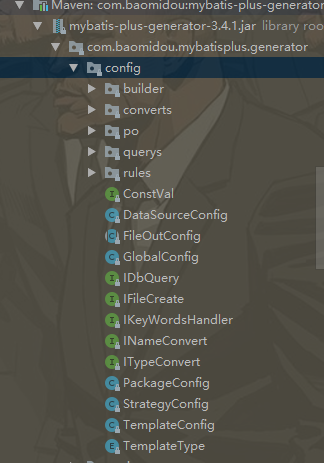 Maven: com.baomidou:mybatis-plus-generator
mybatis-plus-generator-3.4.1.jar library root
com.baomidou.mybatisplus.generator
config
builder
converts
po
querys
rules
ConstVal
DataSourceConfig
FileOutConfig
GlobalConfig
IDbQuery
IFileCreate
IKeyWordsHandler
INameConvert
ITypeConvert
PackageConfig
StrategyConfig
TemplateConfig
TemplateType